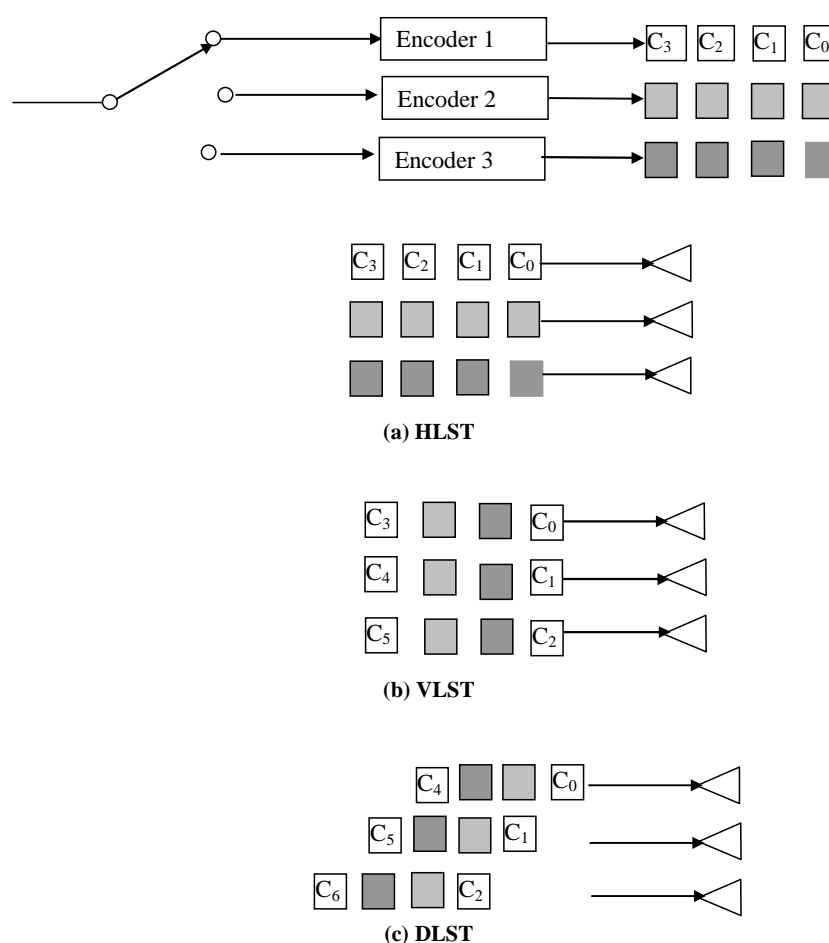 Encoder 1 C₃ C₂ C₁ C₀
Encoder 2
Encoder 3
C₃ C₂ C₁ C₀
(a) HLST
C₃ C₀
C₄ C₁
C₅ C₂
(b) VLST
C₄ C₀
C₅ C₁
C₆ C₂
(c) DLST